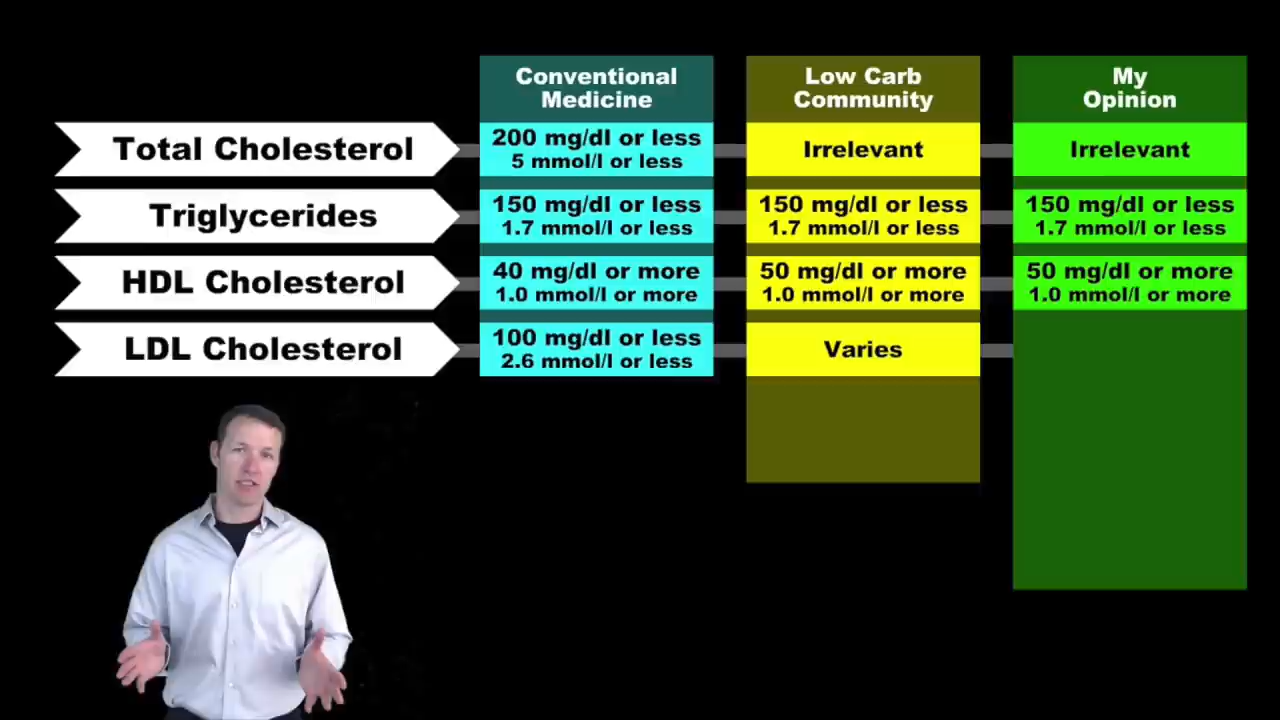 Conventional
Medicine
Low Carb
Community
My
Opinion
Total Cholesterol
200 mg/dl or less
5 mmol/l or less
Irrelevant
Irrelevant
Triglycerides
150 mg/dl or less
1.7 mmol/l or less
150 mg/dl or less
1.7 mmol/l or less
150 mg/dl or less
1.7 mmol/l or less
HDL Cholesterol
40 mg/dl or more
1.0 mmol/l or more
50 mg/dl or more
1.0 mmol/l or more
50 mg/dl or more
1.0 mmol/l or more
LDL Cholesterol
100 mg/dl or less
2.6 mmol/l or less
Varies